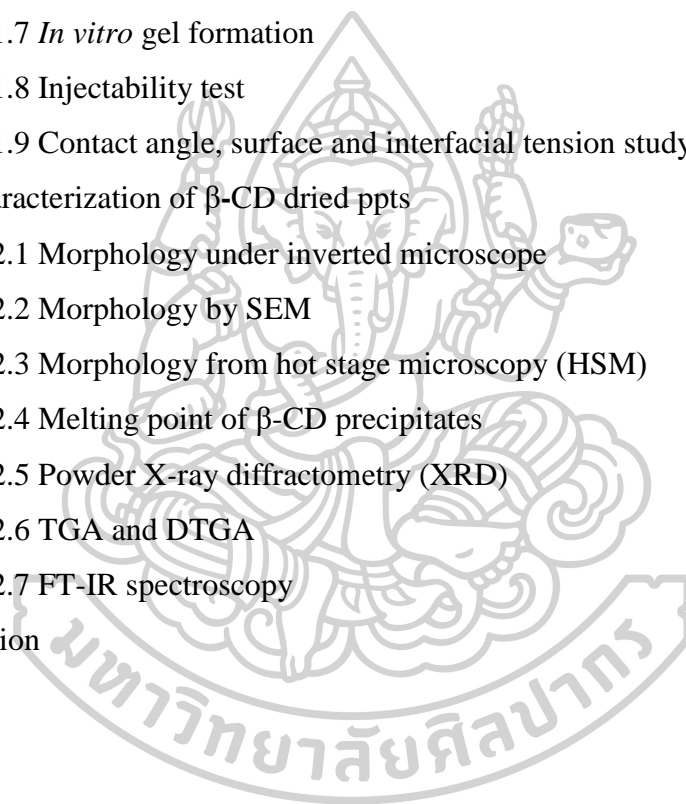 1.7 In vitro gel formation
1.8 Injectability test
1.9 Contact angle, surface and interfacial tension study
aracterization of β-CD dried ppts
2.1 Morphology under inverted microscope
2.2 Morphology by SEM
2.3 Morphology from hot stage microscopy (HSM)
2.4 Melting point of β-CD precipitates
2.5 Powder X-ray diffractometry (XRD)
2.6 TGA and DTGA
2.7 FT-IR spectroscopy
ion
มหาวิทยาลัยศิลปากร